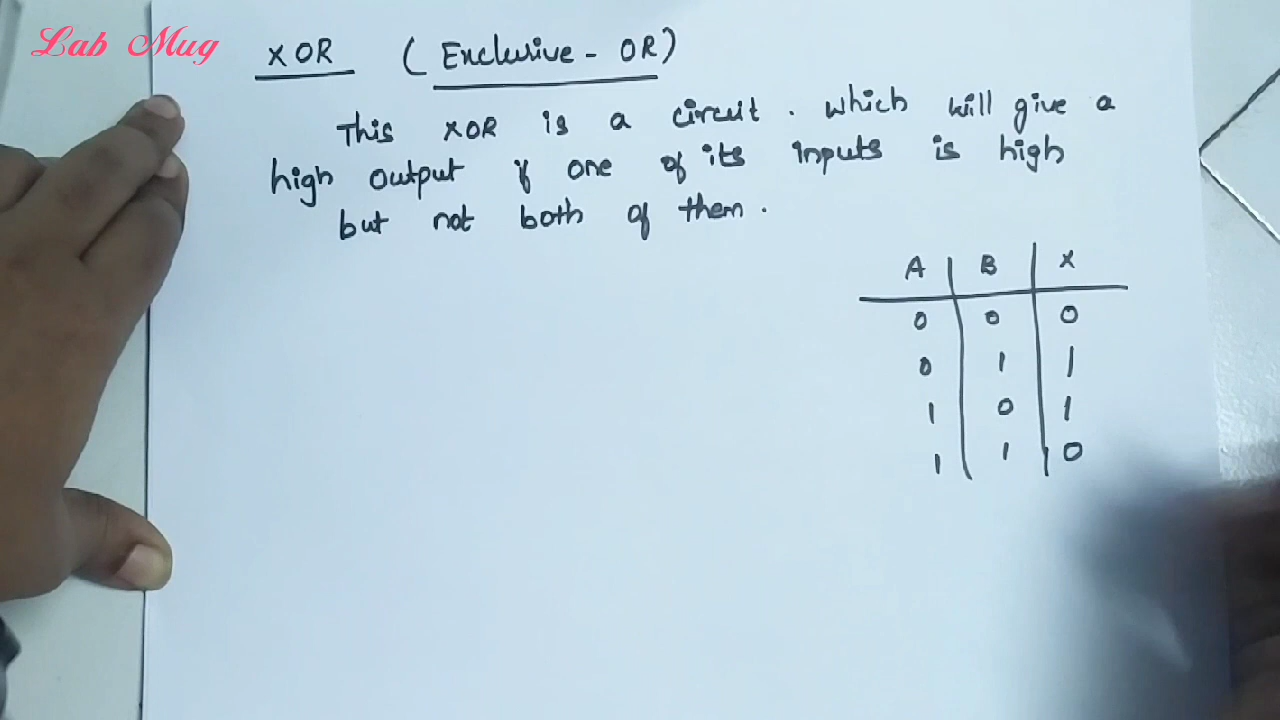 Lab Mug
XOR (Exclusive - OR)
This XOR is a circuit. which will give a
high output if one of its inputs is high
but not both of them.
A B X
0 0 0
0 1 1
1 0 1
1 1 0